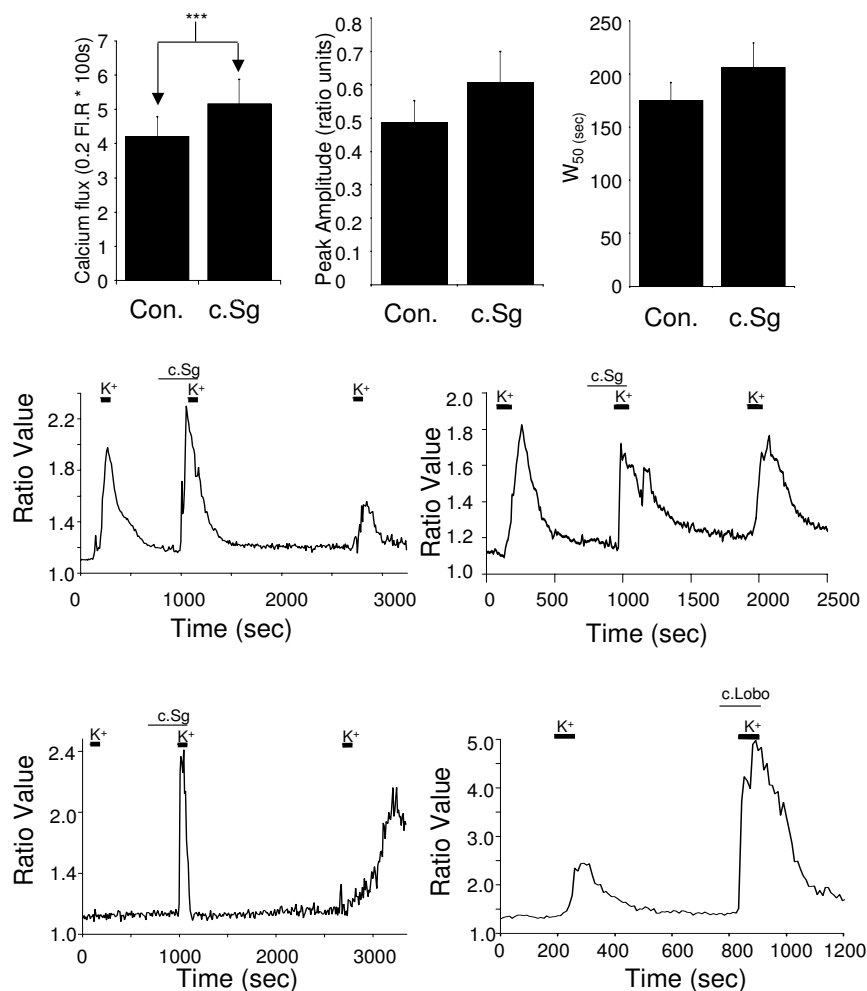 ***
Calcium flux (0.2 Fl.R * 100s)
7
6
5
4
3
2
1
0
Con. c.Sg
Peak Amplitude (ratio units)
0.8
0.7
0.6
0.5
0.4
0.3
0.2
0.1
0
Con. c.Sg
W50 (sec)
250
200
150
100
50
0
Con. c.Sg
c.Sg
K+ K+ K+
Ratio Value
2.2
1.8
1.4
1.0
0 1000 2000 3000
Time (sec)
c.Sg
K+ K+ K+
Ratio Value
2.0
1.8
1.6
1.4
1.2
1.0
0 500 1000 1500 2000 2500
Time (sec)
c.Sg
K+ K+ K+
Ratio Value
2.4
2.0
1.4
1.0
0 1000 2000 3000
Time (sec)
c.Lobo
K+ K+
Ratio Value
5.0
4.0
3.0
2.0
1.0
0 200 400 600 800 1000 1200
Time (sec)